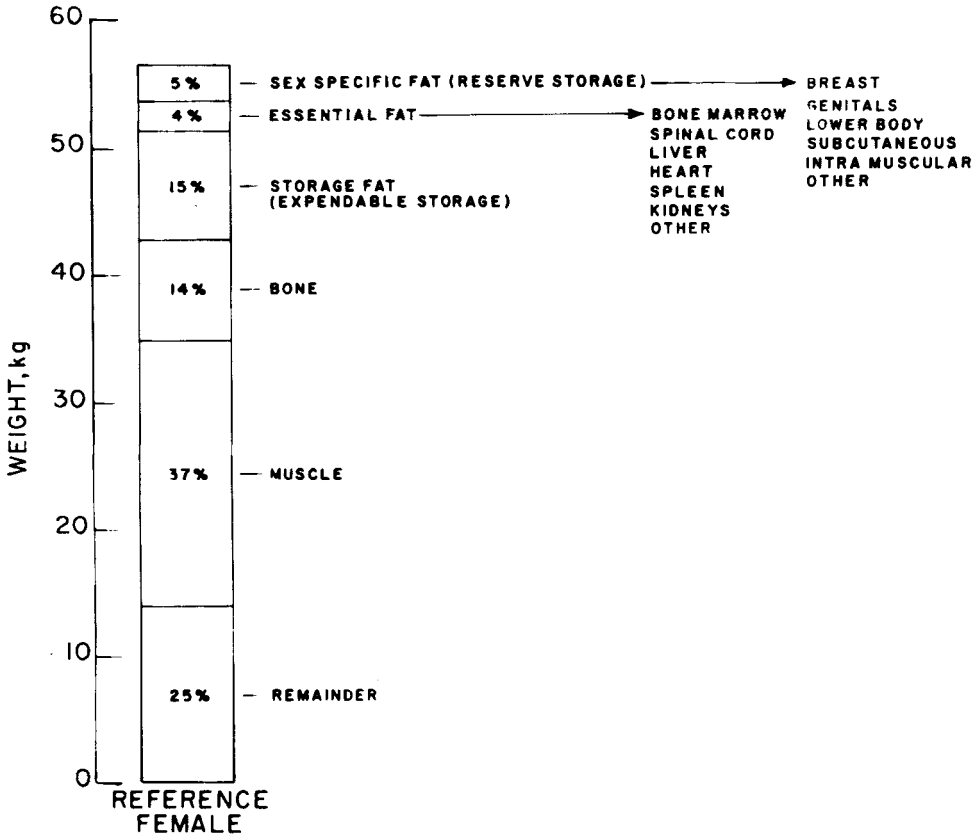 60
5% — SEX SPECIFIC FAT (RESERVE STORAGE) → BREAST
GENITALS
LOWER BODY
SUBCUTANEOUS
INTRA MUSCULAR
OTHER
4% — ESSENTIAL FAT → BONE MARROW
SPINAL CORD
LIVER
HEART
SPLEEN
KIDNEYS
OTHER
50
15% — STORAGE FAT
(EXPENDABLE STORAGE)
40
14% — BONE
30
WEIGHT, kg
37% — MUSCLE
20
10
25% — REMAINDER
0
REFERENCE
FEMALE